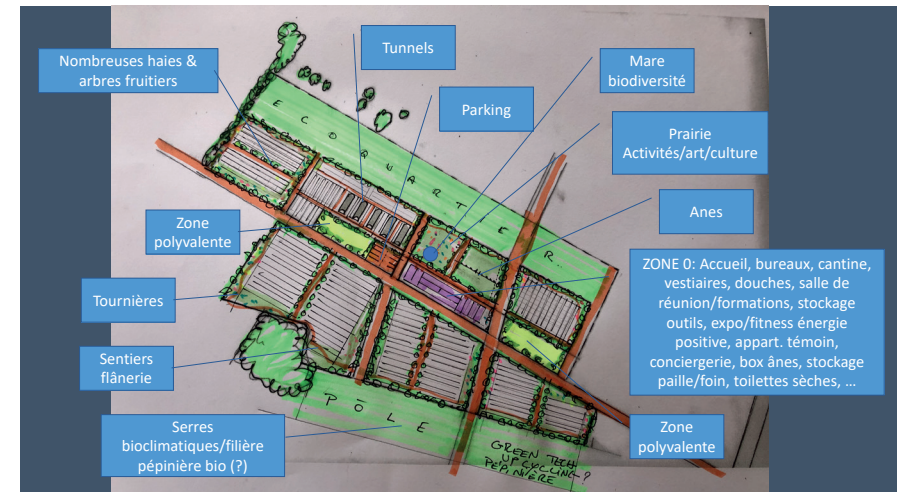 Nombreuses haies &
arbres fruitiers
Tunnels
Parking
Mare
biodiversité
Prairie
Activités/art/culture
Anes
Zone
polyvalente
ZONE 0: Accueil, bureaux, cantine,
vestiaires, douches, salle de
réunion/formations, stockage
outils, expo/fitness énergie
positive, appart. témoin,
conciergerie, box ânes, stockage
paille/foin, toilettes sèches, ...
Tournières
Sentiers
flânerie
Serres
bioclimatiques/filière
pépinière bio (?)
Zone
polyvalente
ECOQUARTIER
PÔLE
GREEN TECH
UPCYCLING?
PÉPINIÈRE